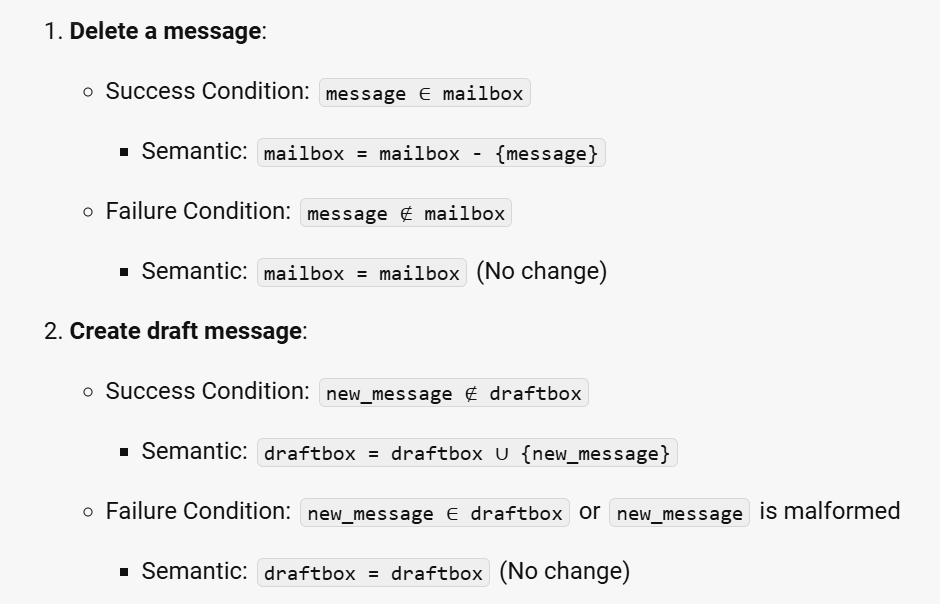 1. Delete a message:
○ Success Condition: message ∈ mailbox
■ Semantic: mailbox = mailbox - {message}
○ Failure Condition: message ∉ mailbox
■ Semantic: mailbox = mailbox (No change)
2. Create draft message:
○ Success Condition: new_message ∉ draftbox
■ Semantic: draftbox = draftbox ∪ {new_message}
○ Failure Condition: new_message ∈ draftbox or new_message is malformed
■ Semantic: draftbox = draftbox (No change)